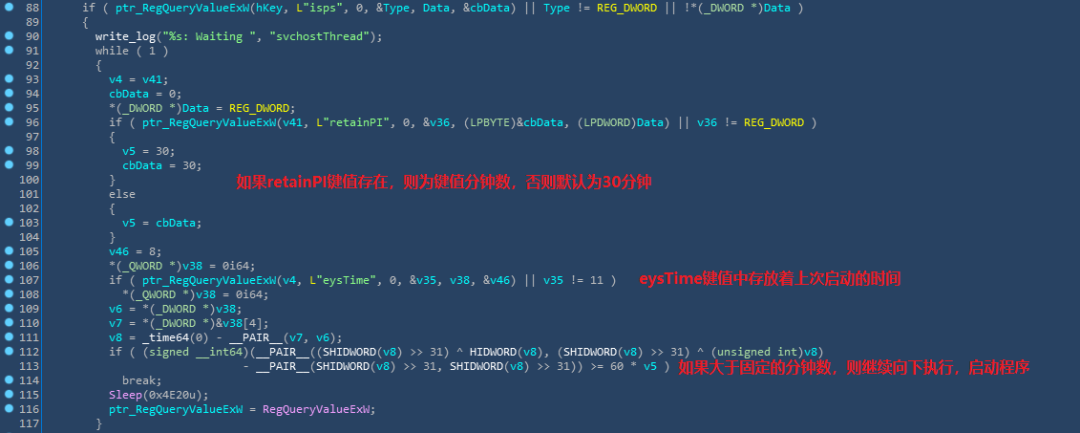 88 if ( ptr_RegQueryValueExW(hKey, L"isps", 0, &Type, Data, &cbData) || Type != REG_DWORD || !*(_DWORD *)Data )
89 {
90 write_log("%s: Waiting ", "svchostThread");
91 while ( 1 )
92 {
93 v4 = v41;
94 cbData = 0;
95 *(_DWORD *)Data = REG_DWORD;
96 if ( ptr_RegQueryValueExW(v41, L"retainPI", 0, &v36, (LPBYTE)&cbData, (LPDWORD)Data) || v36 != REG_DWORD )
97 {
98 v5 = 30;
99 cbData = 30;
100 } 如果retainPI键值存在，则为键值分钟数，否则默认为30分钟
101 else
102 {
103 v5 = cbData;
104 }
105 v46 = 8;
106 *(_QWORD *)v38 = 0i64;
107 if ( ptr_RegQueryValueExW(v4, L"eysTime", 0, &v35, v38, &v46) || v35 != 11 ) eysTime键值中存放着上次启动的时间
108 *(_QWORD *)v38 = 0i64;
109 v6 = *(_DWORD *)v38;
110 v7 = *(_DWORD *)&v38[4];
111 v8 = _time64(0) - __PAIR__(v7, v6);
112 if ( (signed __int64)(__PAIR__((SHIDWORD(v8) >> 31) ^ HIDWORD(v8), (SHIDWORD(v8) >> 31) ^ (unsigned int)v8)
113 - __PAIR__(SHIDWORD(v8) >> 31, SHIDWORD(v8) >> 31)) >= 60 * v5 ) 如果大于固定的分钟数，则继续向下执行，启动程序
114 break;
115 Sleep(0x4E20u);
116 ptr_RegQueryValueExW = RegQueryValueExW;
117 }